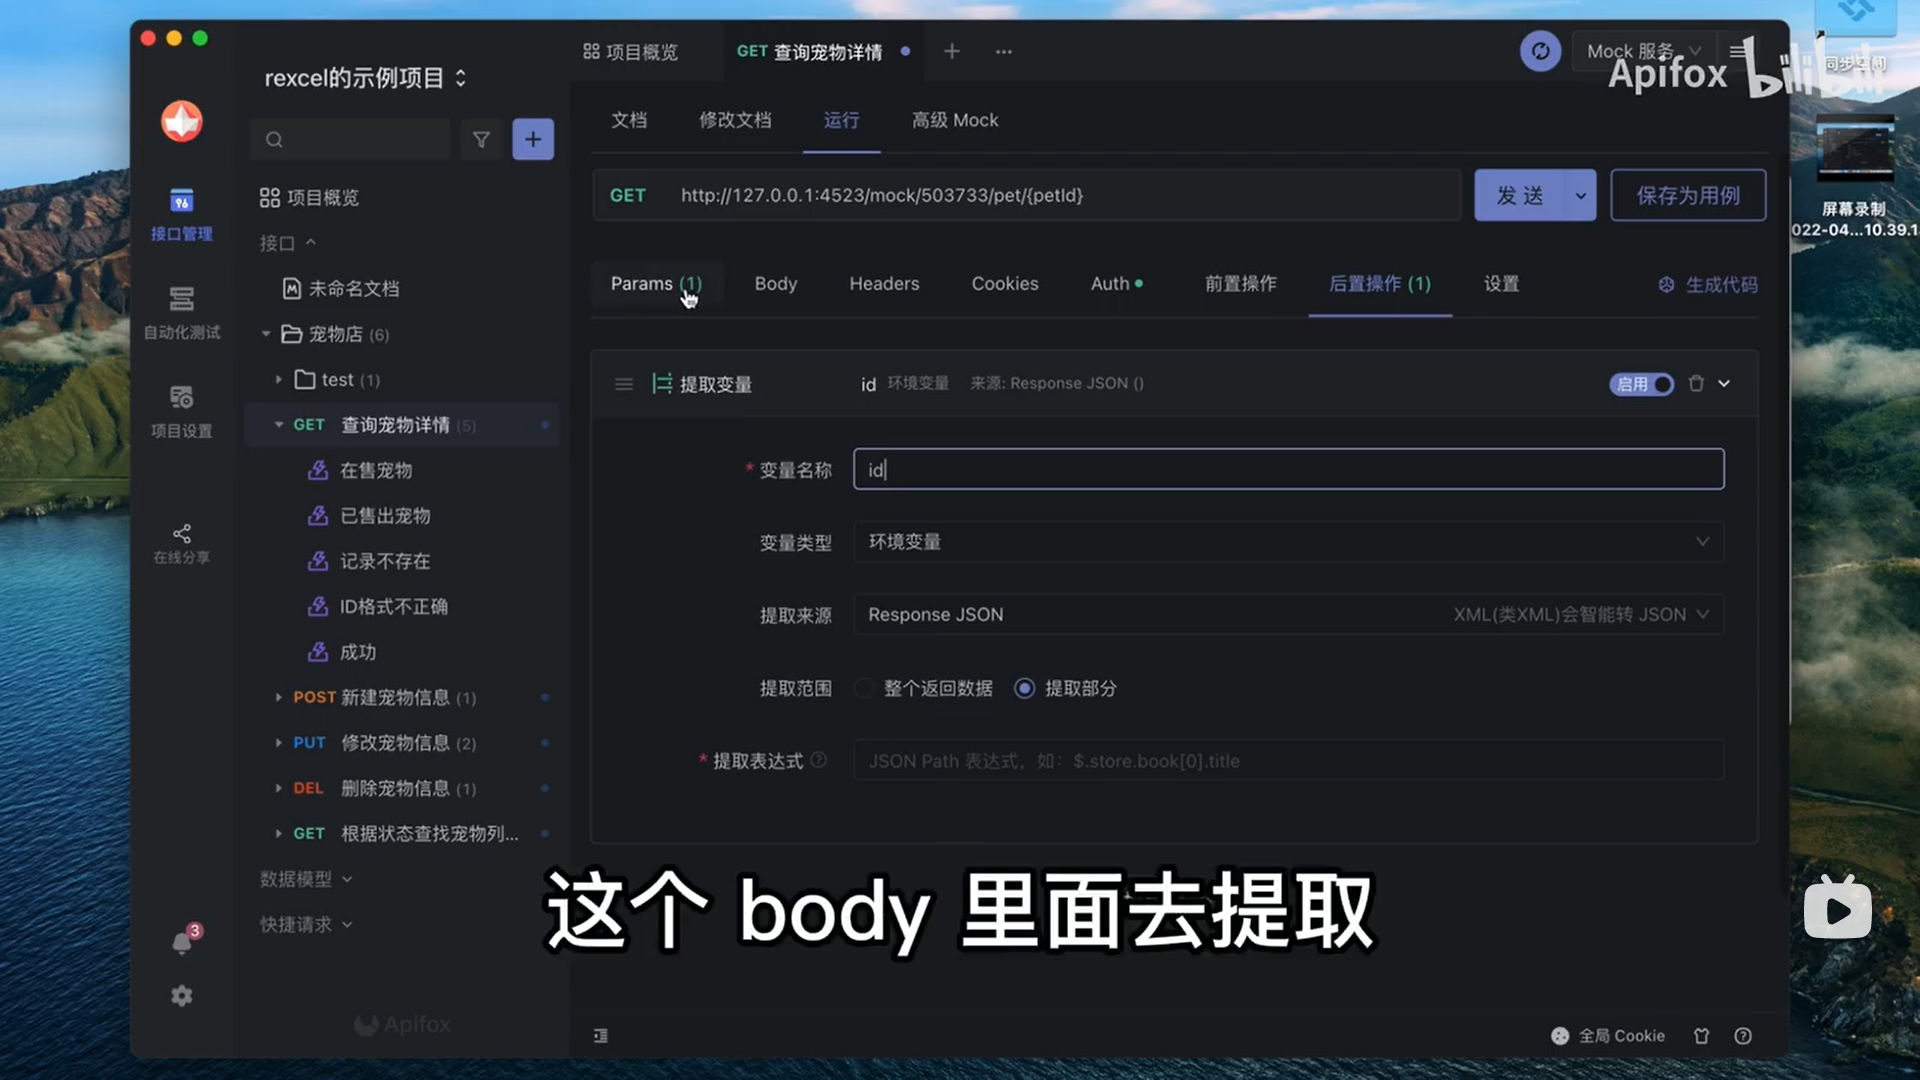 rexcel的示例项目
项目概览
GET 查询宠物详情
Mock 服务
Apifox bilibili
同步空间
文档
修改文档
运行
高级 Mock
GET http://127.0.0.1:4523/mock/503733/pet/{petId}
发 送
保存为用例
屏幕录制
022-04...10.39.1
Params (1)
Body
Headers
Cookies
Auth
前置操作
后置操作 (1)
设置
生成代码
接口管理
自动化测试
项目设置
在线分享
3
项目概览
接口
未命名文档
宠物店 (6)
test (1)
GET 查询宠物详情 (5)
在售宠物
已售出宠物
记录不存在
ID格式不正确
成功
POST 新建宠物信息 (1)
PUT 修改宠物信息 (2)
DEL 删除宠物信息 (1)
GET 根据状态查找宠物列...
数据模型
快捷请求
Apifox
提取变量 id 环境变量 来源: Response JSON ()
启用
* 变量名称 id
变量类型 环境变量
提取来源 Response JSON XML(类XML)会智能转 JSON
提取范围 整个返回数据 提取部分
* 提取表达式 JSON Path 表达式，如：$.store.book[0].title
这个 body 里面去提取
全局 Cookie